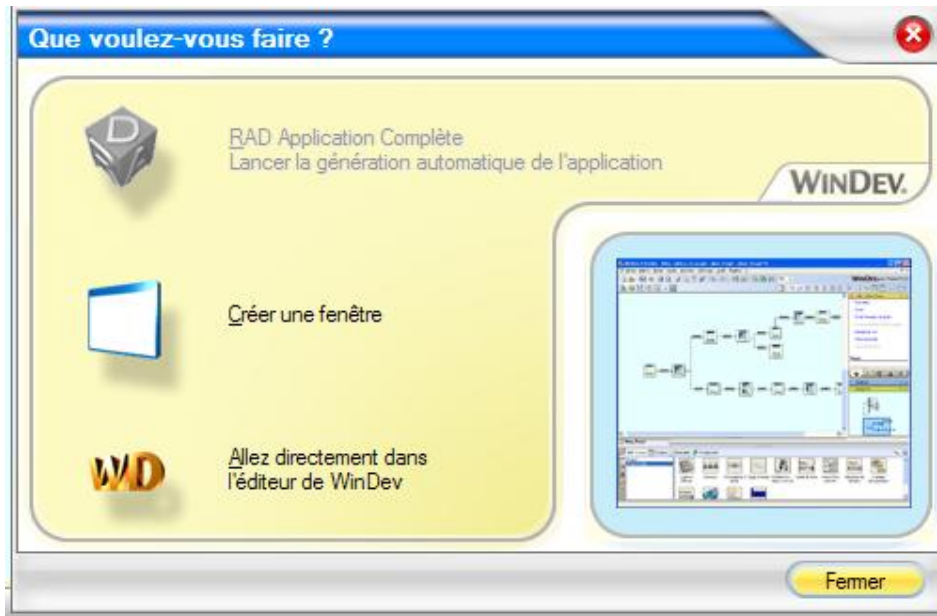 Que voulez-vous faire ?
RAD Application Complète
Lancer la génération automatique de l'application
WINDEV.
Créer une fenêtre
WD
Allez directement dans
l'éditeur de WinDev
Fermer